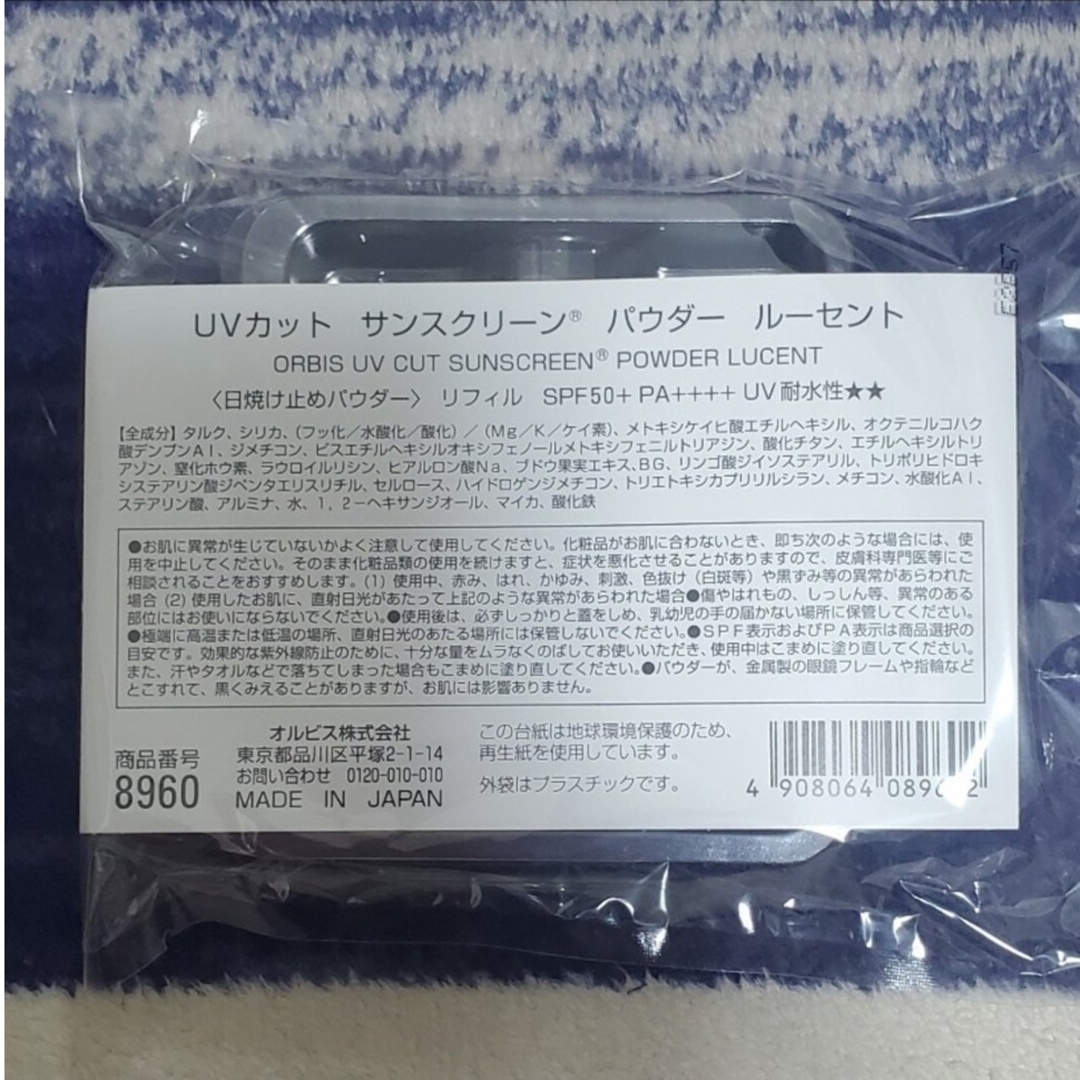 UVカット サンスクリーン® パウダー ルーセント
ORBIS UV CUT SUNSCREEN® POWDER LUCENT
〈日焼け止めパウダー〉 リフィル SPF50+ PA++++ UV耐水性★★
【全成分】タルク、シリカ、(フッ化/水酸化/酸化)/(Mg/K/ケイ素)、メトキシケイヒ酸エチルヘキシル、オクテニルコハク
酸デンプンAl、ジメチコン、ビスエチルヘキシルオキシフェノールメトキシフェニルトリアジン、酸化チタン、エチルヘキシルトリ
アゾン、窒化ホウ素、ラウロイルリシン、ヒアルロン酸Na、ブドウ果実エキス、BG、リンゴ酸ジイソステアリル、トリポリヒドロキ
システアリン酸ジペンタエリスリチル、セルロース、ハイドロゲンジメチコン、トリエトキシカプリリルシラン、メチコン、水酸化Al、
ステアリン酸、アルミナ、水、1,2-ヘキサンジオール、マイカ、酸化鉄
●お肌に異常が生じていないかよく注意して使用してください。化粧品がお肌に合わないとき、即ち次のような場合には、使
用を中止してください。そのまま化粧品類の使用を続けますと、症状を悪化させることがありますので、皮膚科専門医等にご
相談されることをおすすめします。(1)使用中、赤み、はれ、かゆみ、刺激、色抜け(白斑等)や黒ずみ等の異常があらわれた
場合 (2)使用したお肌に、直射日光があたって上記のような異常があらわれた場合●傷やはれもの、しっしん等、異常のある
部位にはお使いにならないでください。●使用後は、必ずしっかりと蓋をしめ、乳幼児の手の届かない場所に保管してください。
●極端に高温または低温の場所、直射日光のあたる場所には保管しないでください。●SPF表示およびPA表示は商品選択の
目安です。効果的な紫外線防止のために、十分な量をムラなくのばしてお使いいただき、使用中はこまめに塗り直してください。
また、汗やタオルなどで落ちてしまった場合もこまめに塗り直してください。●パウダーが、金属製の眼鏡フレームや指輪など
とこすれて、黒くみえることがありますが、お肌には影響ありません。
商品番号
8960
オルビス株式会社
東京都品川区平塚2-1-14
お問い合わせ 0120-010-010
MADE IN JAPAN
この台紙は地球環境保護のため、
再生紙を使用しています。
外袋はプラスチックです。
4 908064